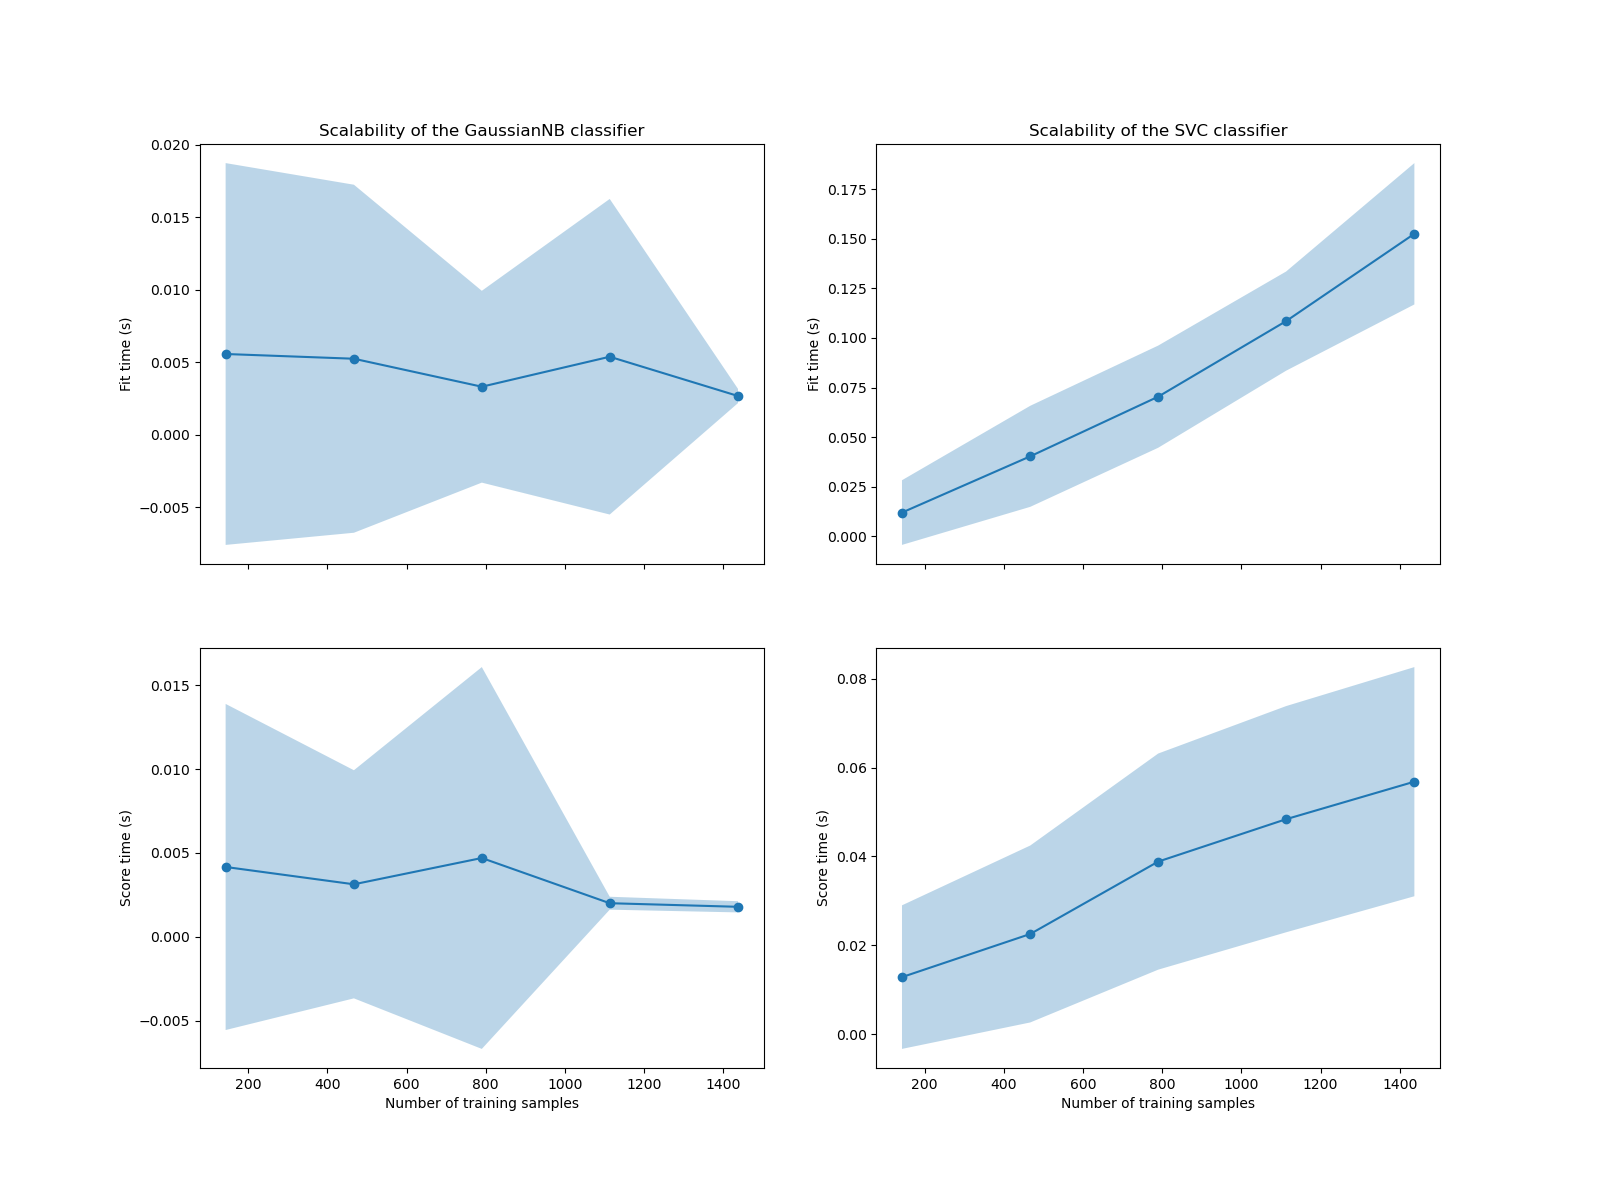 Scalability of the GaussianNB classifier
0.020
0.015
0.010
0.005
0.000
−0.005
Fit time (s)
Scalability of the SVC classifier
0.175
0.150
0.125
0.100
0.075
0.050
0.025
0.000
Fit time (s)
0.015
0.010
0.005
0.000
−0.005
Score time (s)
200 400 600 800 1000 1200 1400
Number of training samples
0.08
0.06
0.04
0.02
0.00
Score time (s)
200 400 600 800 1000 1200 1400
Number of training samples